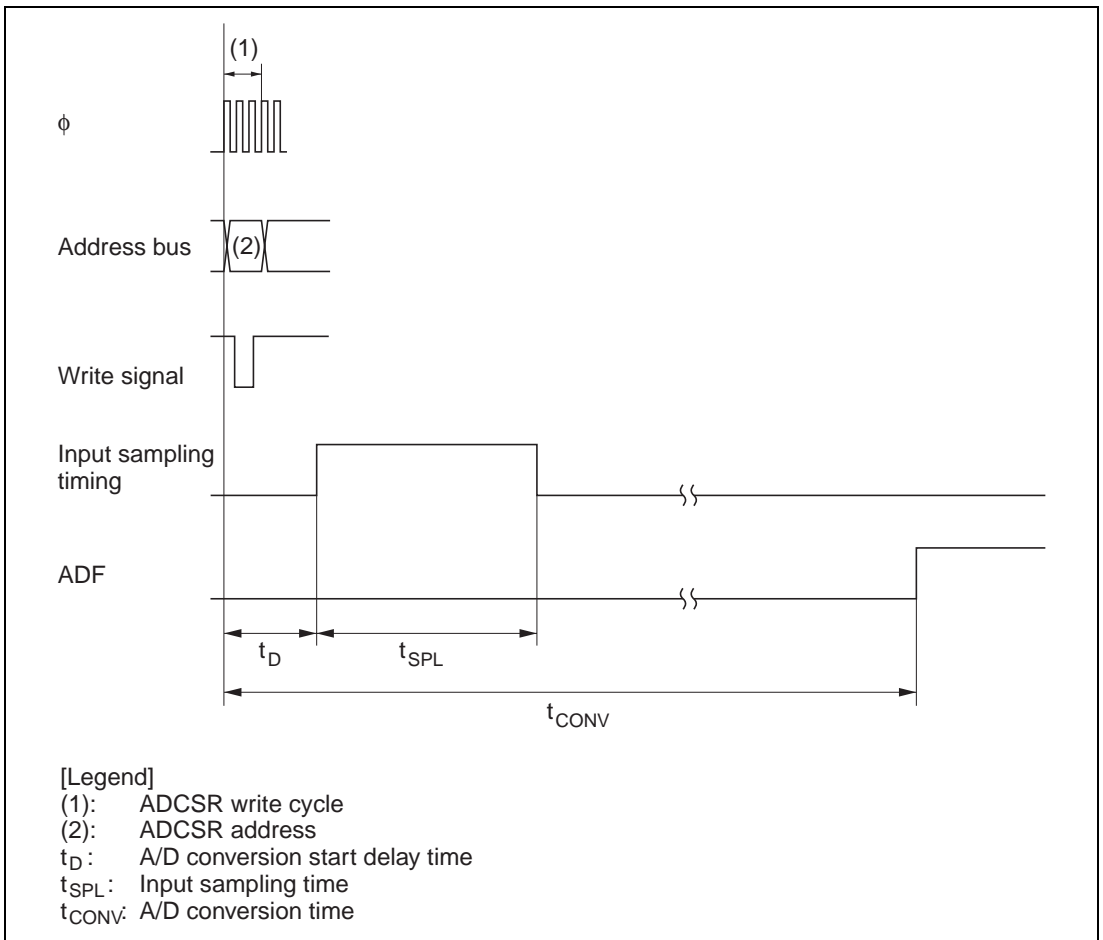 (1)
ϕ
Address bus
(2)
Write signal
Input sampling
timing
ADF
tD
tSPL
tCONV
[Legend]
(1): ADCSR write cycle
(2): ADCSR address
tD : A/D conversion start delay time
tSPL : Input sampling time
tCONV: A/D conversion time